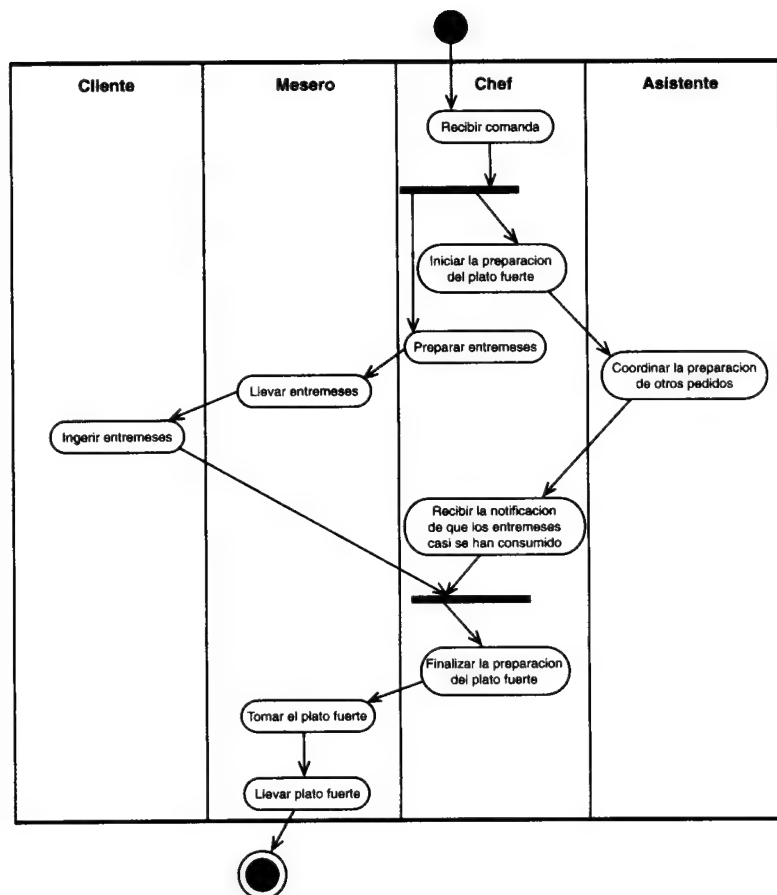 Cliente
Mesero
Chef
Asistente
Recibir comanda
Iniciar la preparacion
del plato fuerte
Preparar entremeses
Coordinar la preparacion
de otros pedidos
Llevar entremeses
Ingerir entremeses
Recibir la notificacion
de que los entremeses
casi se han consumido
Finalizar la preparacion
del plato fuerte
Tomar el plato fuerte
Llevar plato fuerte